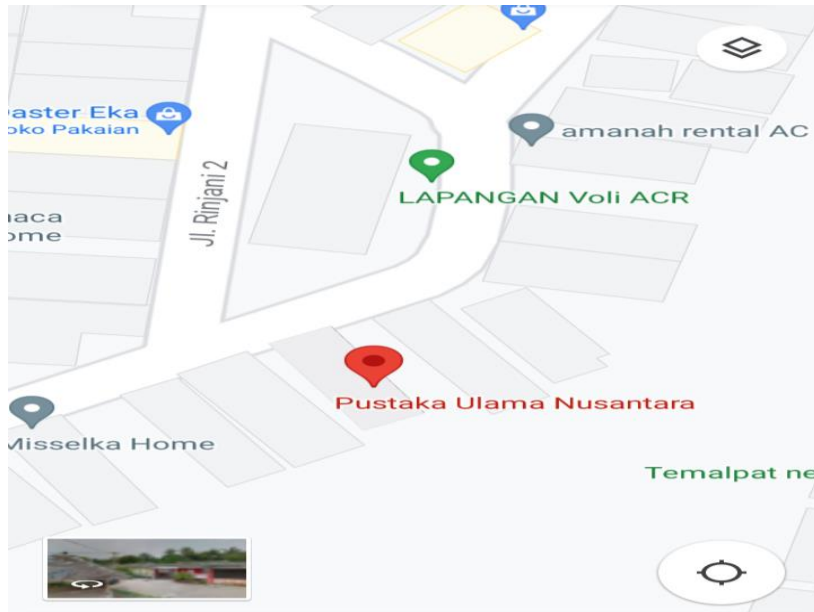 aster Eka
oko Pakaian
amanah rental AC
LAPANGAN Voli ACR
Jl. Rinjani 2
naca
ome
Pustaka Ulama Nusantara
Misselka Home
Temalpat ne